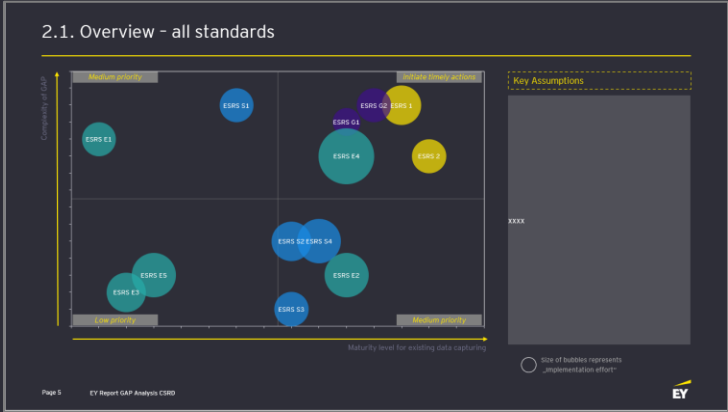 2.1. Overview – all standards
Medium priority
Initiate timely actions
Key Assumptions
Complexity of GAP
ESRS S1
ESRS G2
ESRS 1
ESRS G1
ESRS E1
ESRS E4
ESRS 2
xxxx
ESRS S2
ESRS S4
ESRS E5
ESRS E2
ESRS E3
ESRS S3
Low priority
Medium priority
Maturity level for existing data capturing
Size of bubbles represents
„Implementation effort“
Page 5
EY Report GAP Analysis CSRD
EY